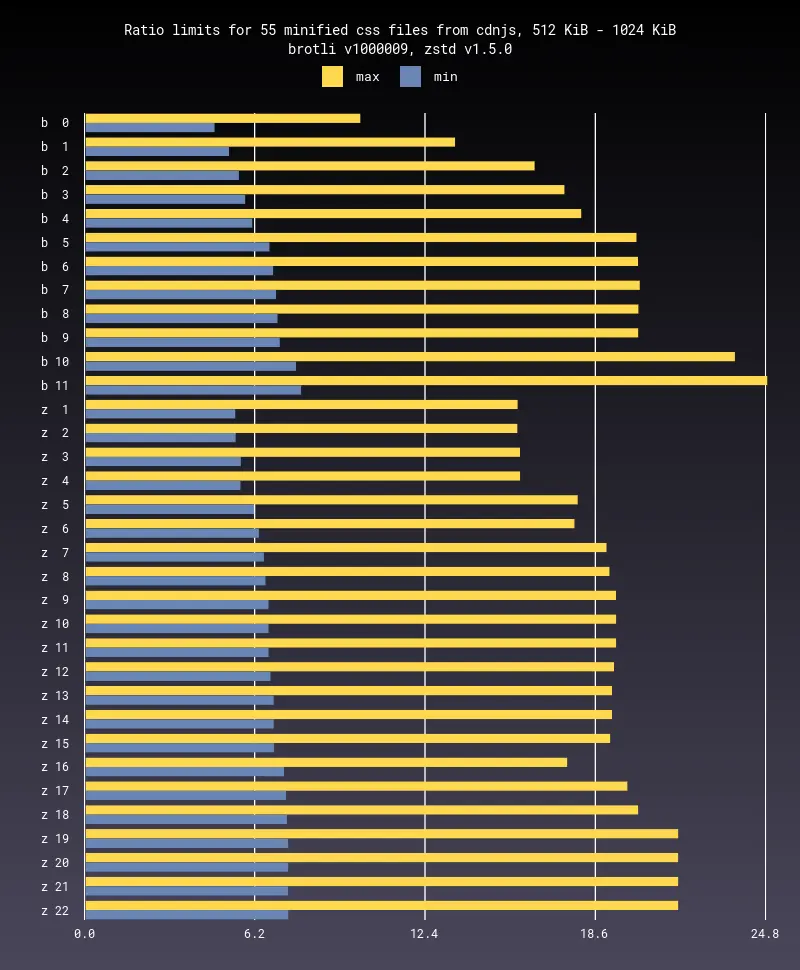 Ratio limits for 55 minified css files from cdnjs, 512 KiB - 1024 KiB
brotli v1000009, zstd v1.5.0
max min
b 0
b 1
b 2
b 3
b 4
b 5
b 6
b 7
b 8
b 9
b 10
b 11
z 1
z 2
z 3
z 4
z 5
z 6
z 7
z 8
z 9
z 10
z 11
z 12
z 13
z 14
z 15
z 16
z 17
z 18
z 19
z 20
z 21
z 22
0.0 6.2 12.4 18.6 24.8